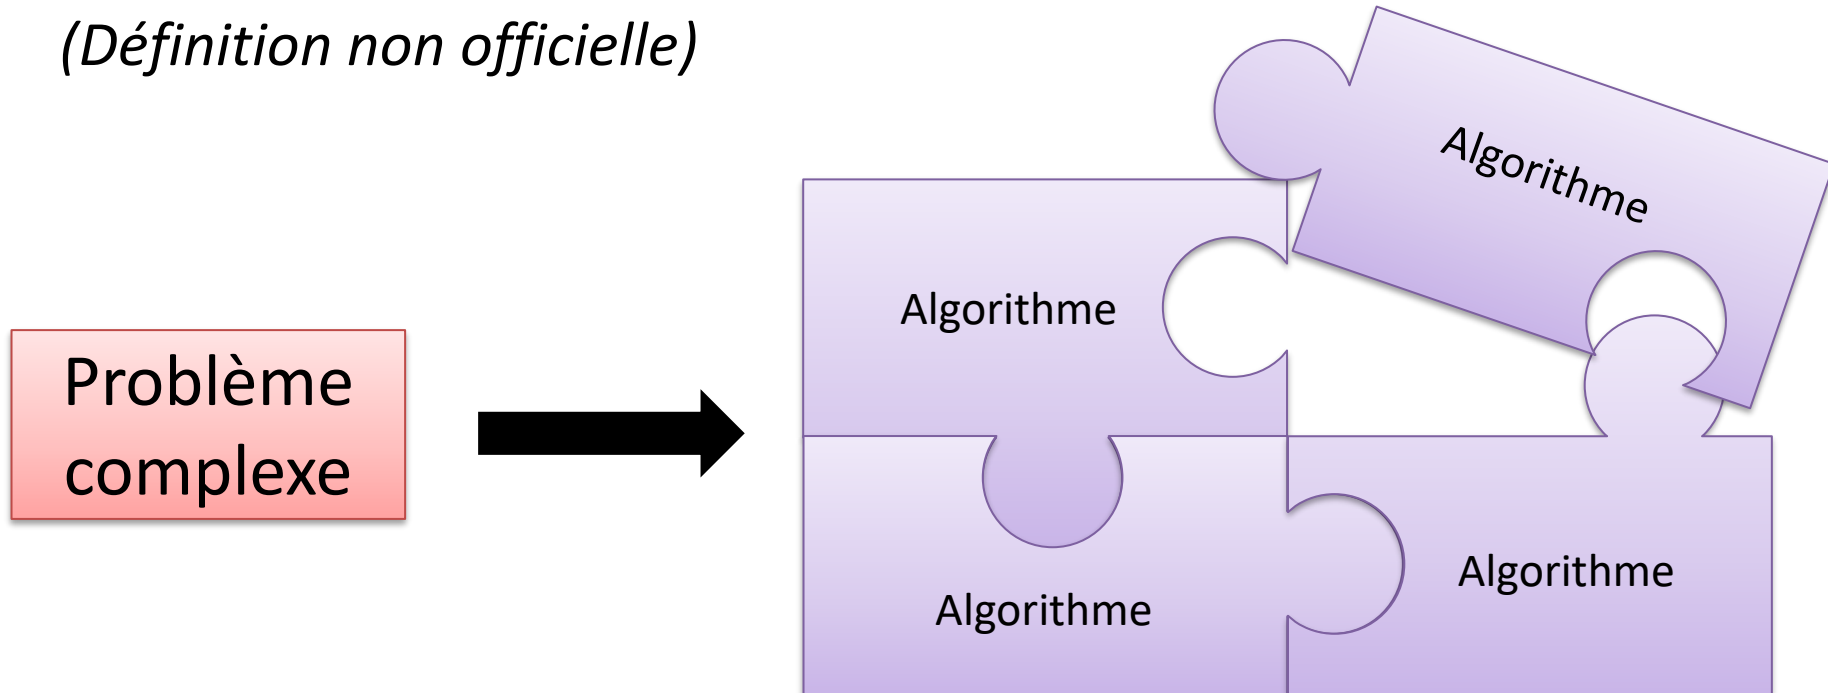 (Définition non officielle)
Algorithme
Algorithme
Problème
complexe
Algorithme
Algorithme